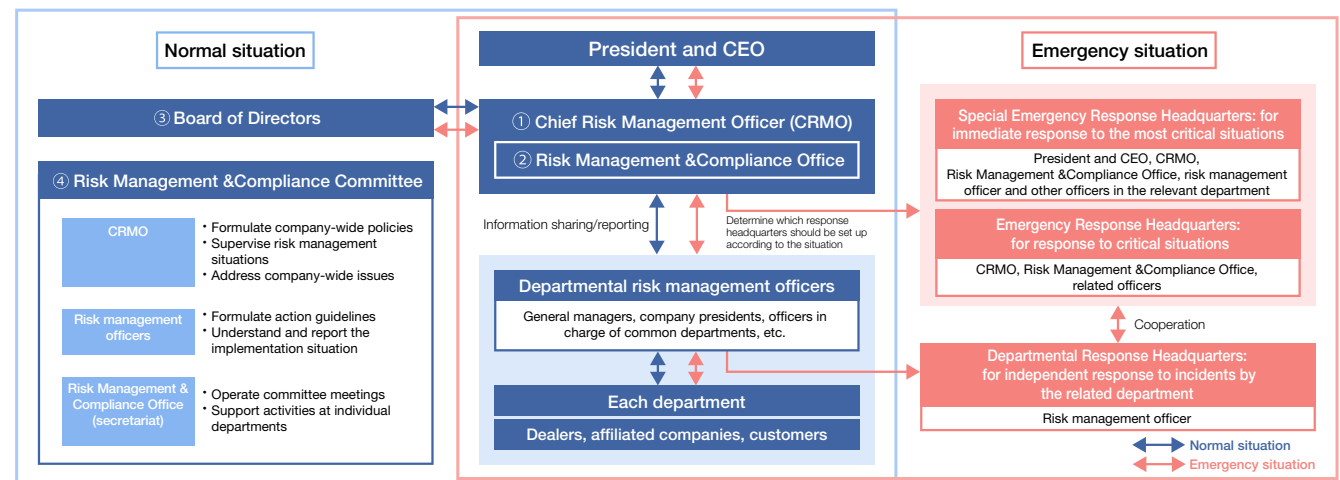 Normal situation
③ Board of Directors
④ Risk Management &Compliance Committee
CRMO
・Formulate company-wide policies
・Supervise risk management
situations
・Address company-wide issues
Risk management
officers
・Formulate action guidelines
・Understand and report the
implementation situation
Risk Management &
Compliance Office
(secretariat)
・Operate committee meetings
・Support activities at individual
departments
President and CEO
① Chief Risk Management Officer (CRMO)
② Risk Management &Compliance Office
Information sharing/reporting
Determine which response
headquarters should be set up
according to the situation
Departmental risk management officers
General managers, company presidents, officers in
charge of common departments, etc.
Each department
Dealers, affiliated companies, customers
Emergency situation
Special Emergency Response Headquarters: for
immediate response to the most critical situations
President and CEO, CRMO,
Risk Management &Compliance Office, risk management
officer and other officers in the relevant department
Emergency Response Headquarters:
for response to critical situations
CRMO, Risk Management &Compliance Office,
related officers
Cooperation
Departmental Response Headquarters:
for independent response to incidents by
the related department
Risk management officer
Normal situation
Emergency situation